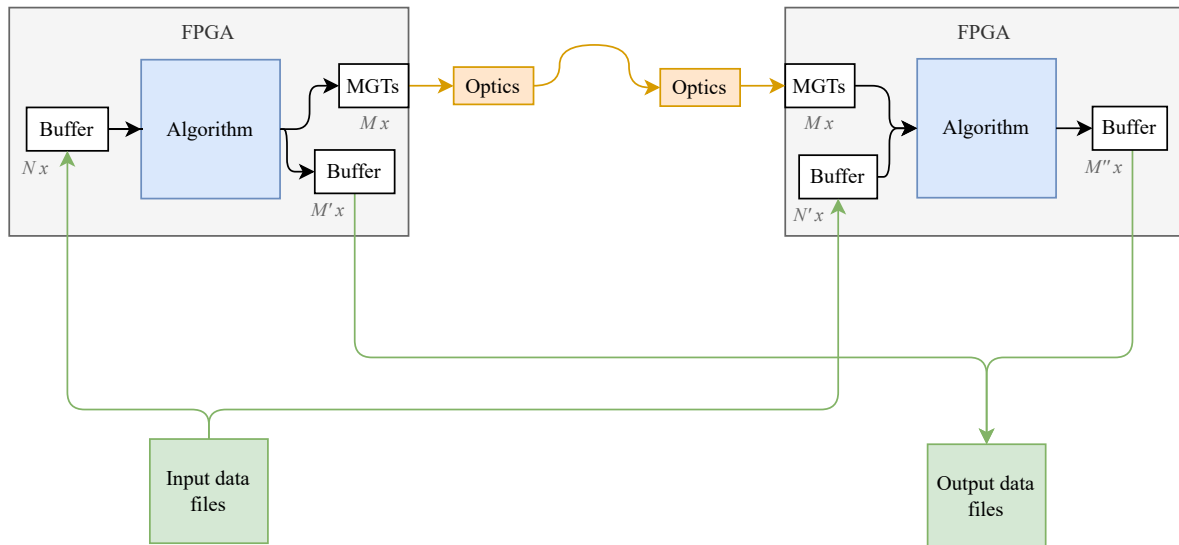 FPGA
Buffer
N x
Algorithm
MGTs
M x
Buffer
M' x
Optics
Optics
FPGA
MGTs
M x
Buffer
N' x
Algorithm
Buffer
M'' x
Input data
files
Output data
files